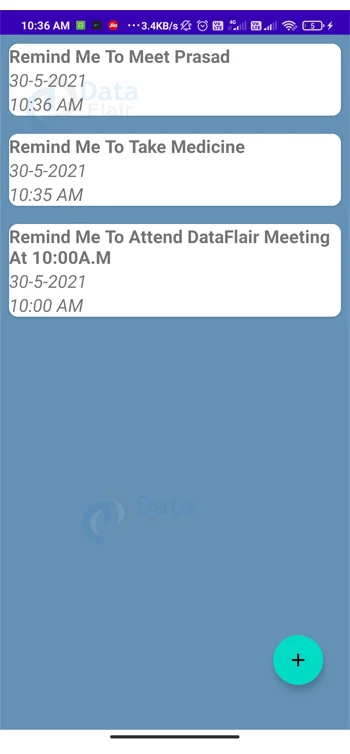 10:36 AM
3.4KB/s
4G
5
Remind Me To Meet Prasad
30-5-2021
10:36 AM
Data
Flair
Remind Me To Take Medicine
30-5-2021
10:35 AM
Remind Me To Attend DataFlair Meeting
At 10:00A.M
30-5-2021
10:00 AM
Data
+